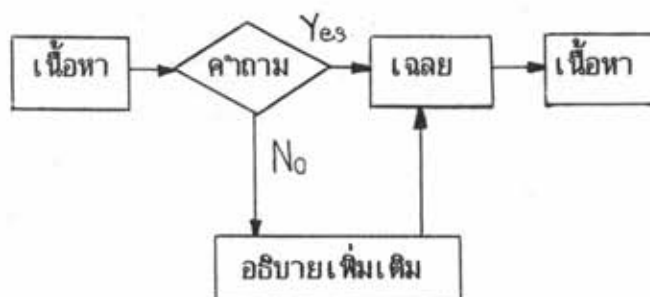 Yes
เนื้อหา
คำถาม
เฉลย
เนื้อหา
No
อธิบายเพิ่มเติม